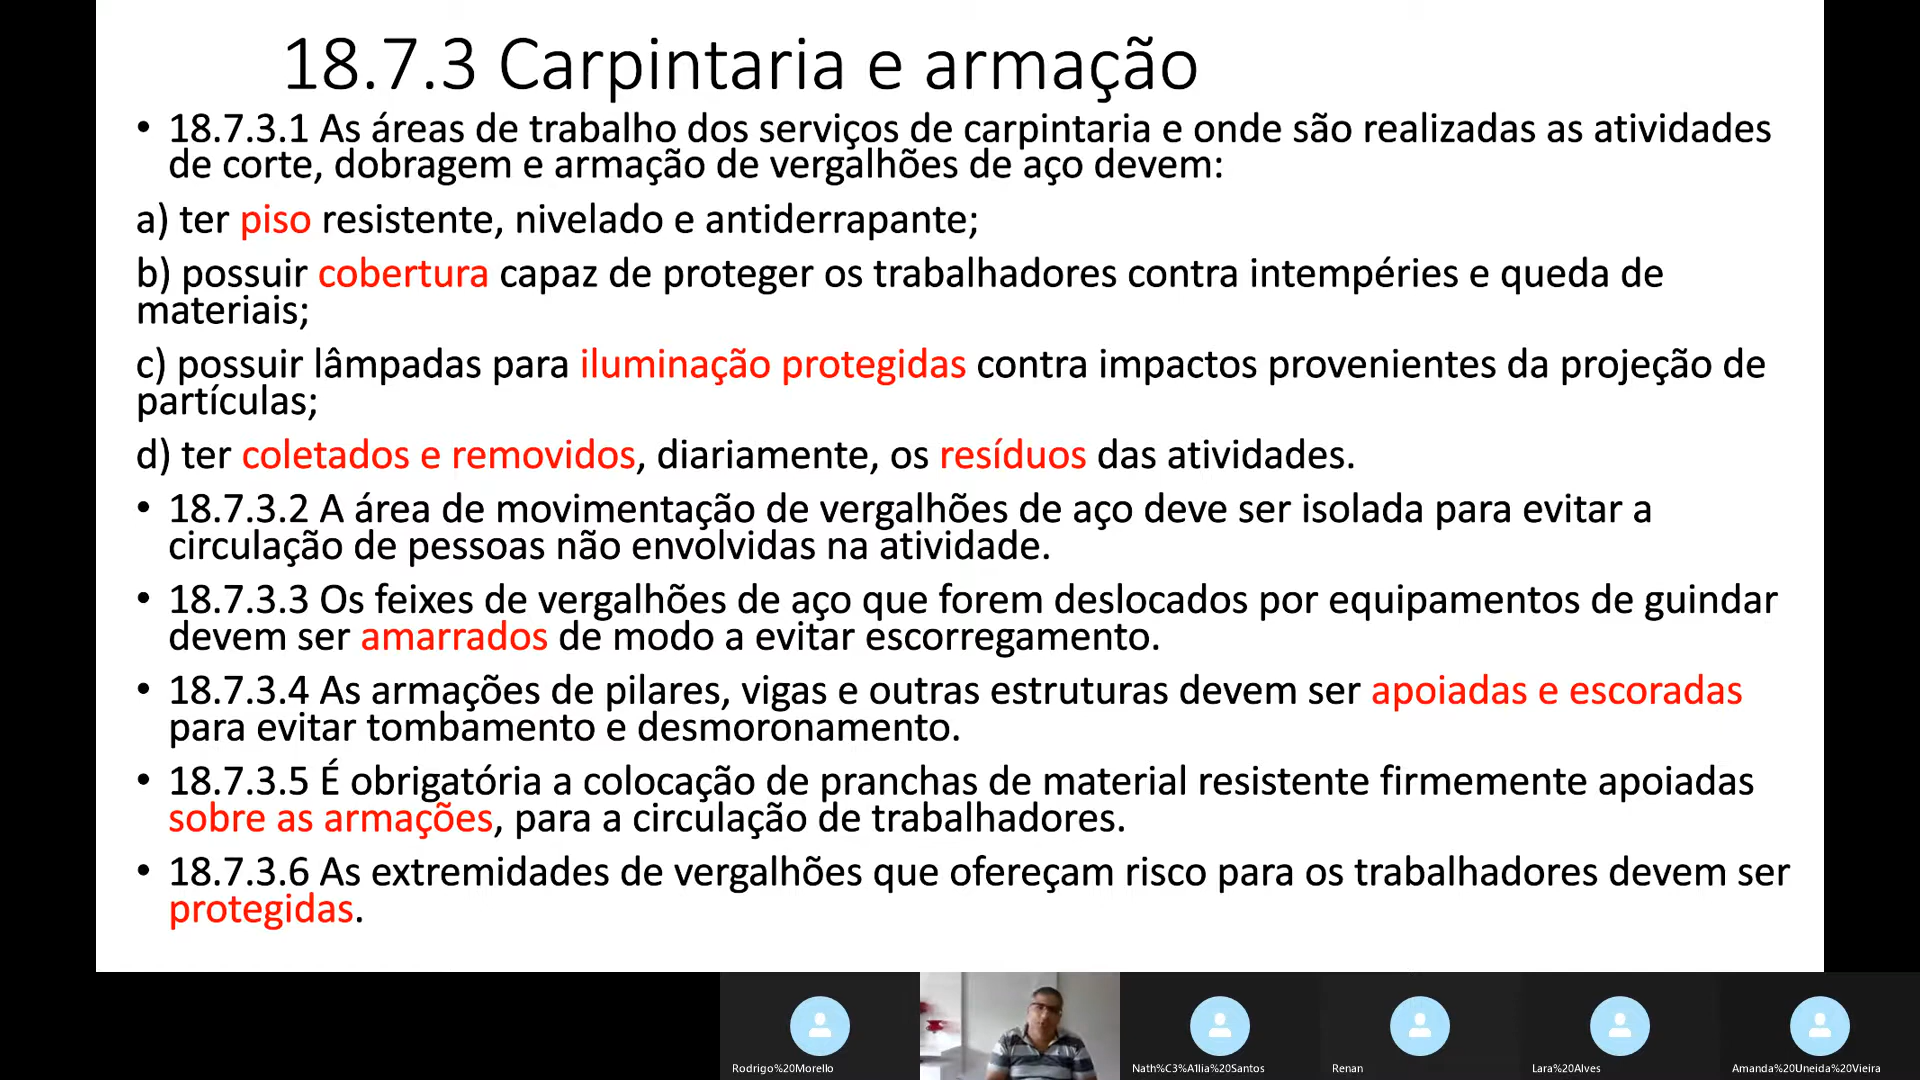 18.7.3 Carpintaria e armação
• 18.7.3.1 As áreas de trabalho dos serviços de carpintaria e onde são realizadas as atividades
de corte, dobragem e armação de vergalhões de aço devem:
a) ter piso resistente, nivelado e antiderrapante;
b) possuir cobertura capaz de proteger os trabalhadores contra intempéries e queda de
materiais;
c) possuir lâmpadas para iluminação protegidas contra impactos provenientes da projeção de
partículas;
d) ter coletados e removidos, diariamente, os resíduos das atividades.
• 18.7.3.2 A área de movimentação de vergalhões de aço deve ser isolada para evitar a
circulação de pessoas não envolvidas na atividade.
• 18.7.3.3 Os feixes de vergalhões de aço que forem deslocados por equipamentos de guindar
devem ser amarrados de modo a evitar escorregamento.
• 18.7.3.4 As armações de pilares, vigas e outras estruturas devem ser apoiadas e escoradas
para evitar tombamento e desmoronamento.
• 18.7.3.5 É obrigatória a colocação de pranchas de material resistente firmemente apoiadas
sobre as armações, para a circulação de trabalhadores.
• 18.7.3.6 As extremidades de vergalhões que ofereçam risco para os trabalhadores devem ser
protegidas.
Rodrigo%20Morello
Nath%C3%A1lia%20Santos
Renan
Lara%20Alves
Amanda%20Uneida%20Vieira